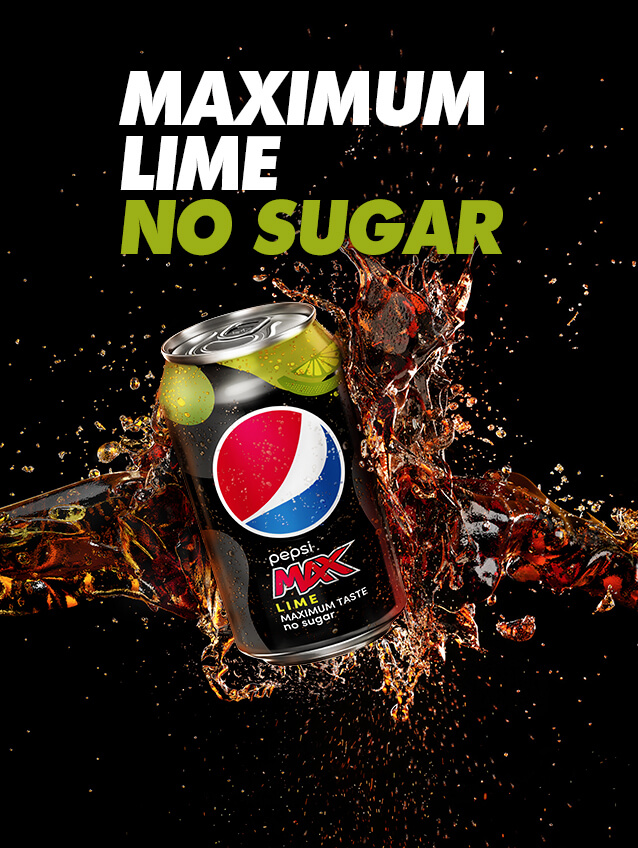 MAXIMUM
LIME
NO SUGAR
pepsi
MAX
LIME
MAXIMUM TASTE
no sugar